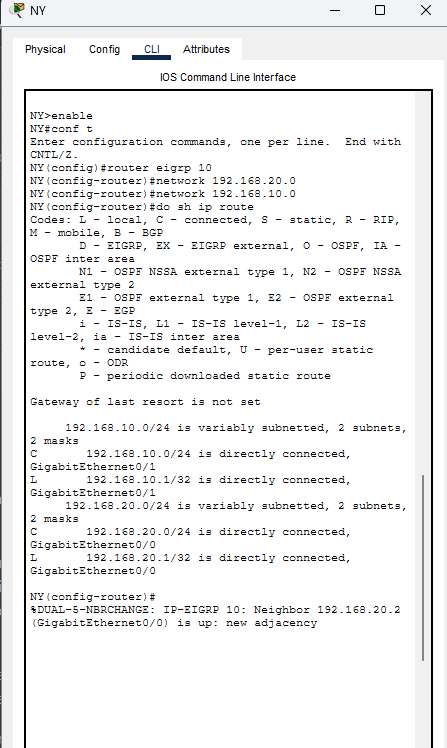 NY
Physical Config CLI Attributes
IOS Command Line Interface
NY>enable
NY#conf t
Enter configuration commands, one per line.  End with
CNTL/Z.
NY(config)#router eigrp 10
NY(config-router)#network 192.168.20.0
NY(config-router)#network 192.168.10.0
NY(config-router)#do sh ip route
Codes: L - local, C - connected, S - static, R - RIP,
M - mobile, B - BGP
       D - EIGRP, EX - EIGRP external, O - OSPF, IA -
OSPF inter area
       N1 - OSPF NSSA external type 1, N2 - OSPF NSSA
external type 2
       E1 - OSPF external type 1, E2 - OSPF external
type 2, E - EGP
       i - IS-IS, L1 - IS-IS level-1, L2 - IS-IS
level-2, ia - IS-IS inter area
       * - candidate default, U - per-user static
route, o - ODR
       P - periodic downloaded static route
Gateway of last resort is not set
     192.168.10.0/24 is variably subnetted, 2 subnets,
2 masks
C       192.168.10.0/24 is directly connected,
GigabitEthernet0/1
L       192.168.10.1/32 is directly connected,
GigabitEthernet0/1
     192.168.20.0/24 is variably subnetted, 2 subnets,
2 masks
C       192.168.20.0/24 is directly connected,
GigabitEthernet0/0
L       192.168.20.1/32 is directly connected,
GigabitEthernet0/0
NY(config-router)#
%DUAL-5-NBRCHANGE: IP-EIGRP 10: Neighbor 192.168.20.2
(GigabitEthernet0/0) is up: new adjacency